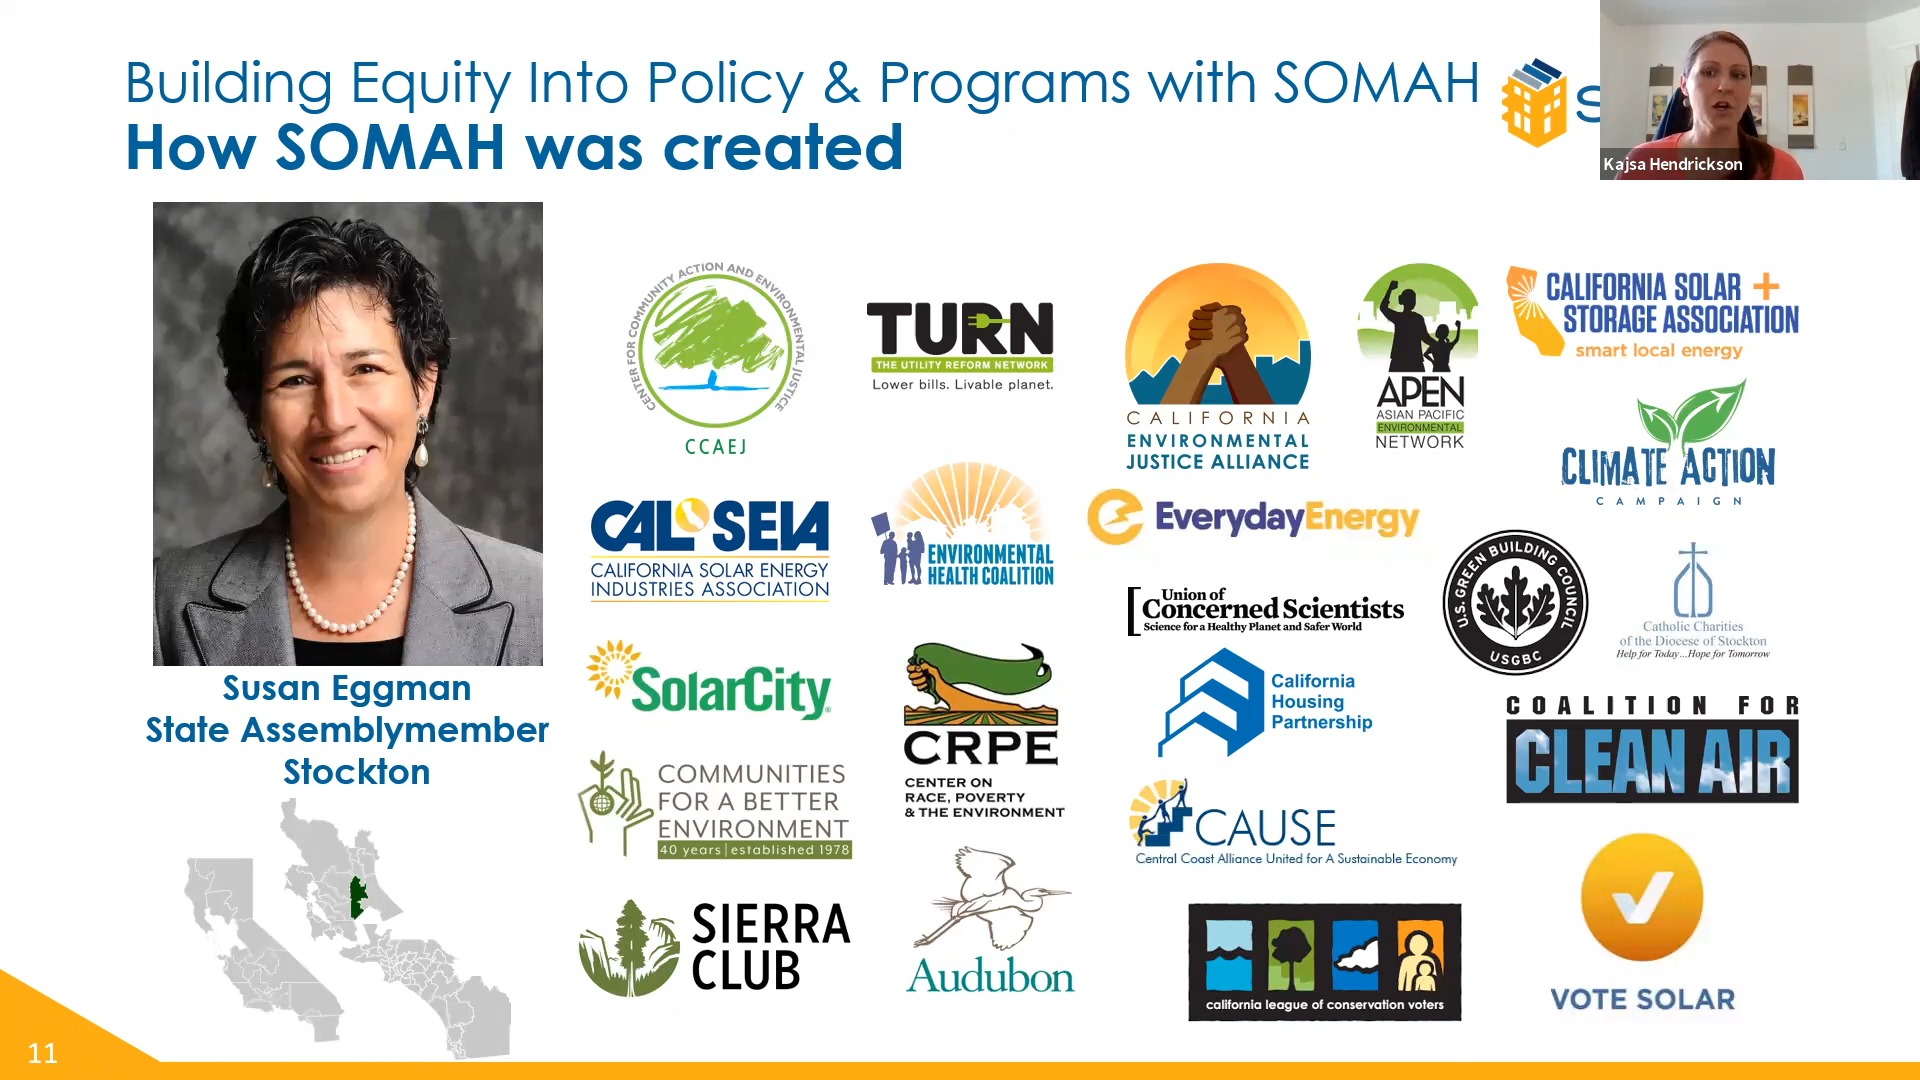 Building Equity Into Policy & Programs with SOMAH
How SOMAH was created
S
Kajsa Hendrickson
Susan Eggman
State Assemblymember
Stockton
CENTER FOR COMMUNITY ACTION AND ENVIRONMENTAL JUSTICE
CCAEJ
TURN
THE UTILITY REFORM NETWORK
Lower bills. Livable planet.
CALIFORNIA
ENVIRONMENTAL
JUSTICE ALLIANCE
APEN
ASIAN PACIFIC
ENVIRONMENTAL
NETWORK
CALIFORNIA SOLAR +
STORAGE ASSOCIATION
smart local energy
CLIMATE ACTION
CAMPAIGN
CAL SEIA
CALIFORNIA SOLAR ENERGY
INDUSTRIES ASSOCIATION
ENVIRONMENTAL
HEALTH COALITION
EverydayEnergy
Union of
Concerned Scientists
Science for a Healthy Planet and Safer World
U.S. GREEN BUILDING COUNCIL
USGBC
Catholic Charities
of the Diocese of Stockton
Help for Today...Hope for Tomorrow
SolarCity
CRPE
CENTER ON
RACE, POVERTY
& THE ENVIRONMENT
California
Housing
Partnership
COALITION FOR
CLEAN AIR
COMMUNITIES
FOR A BETTER
ENVIRONMENT
40 years | established 1978
CAUSE
Central Coast Alliance United for A Sustainable Economy
SIERRA
CLUB
Audubon
california league of conservation voters
VOTE SOLAR
11